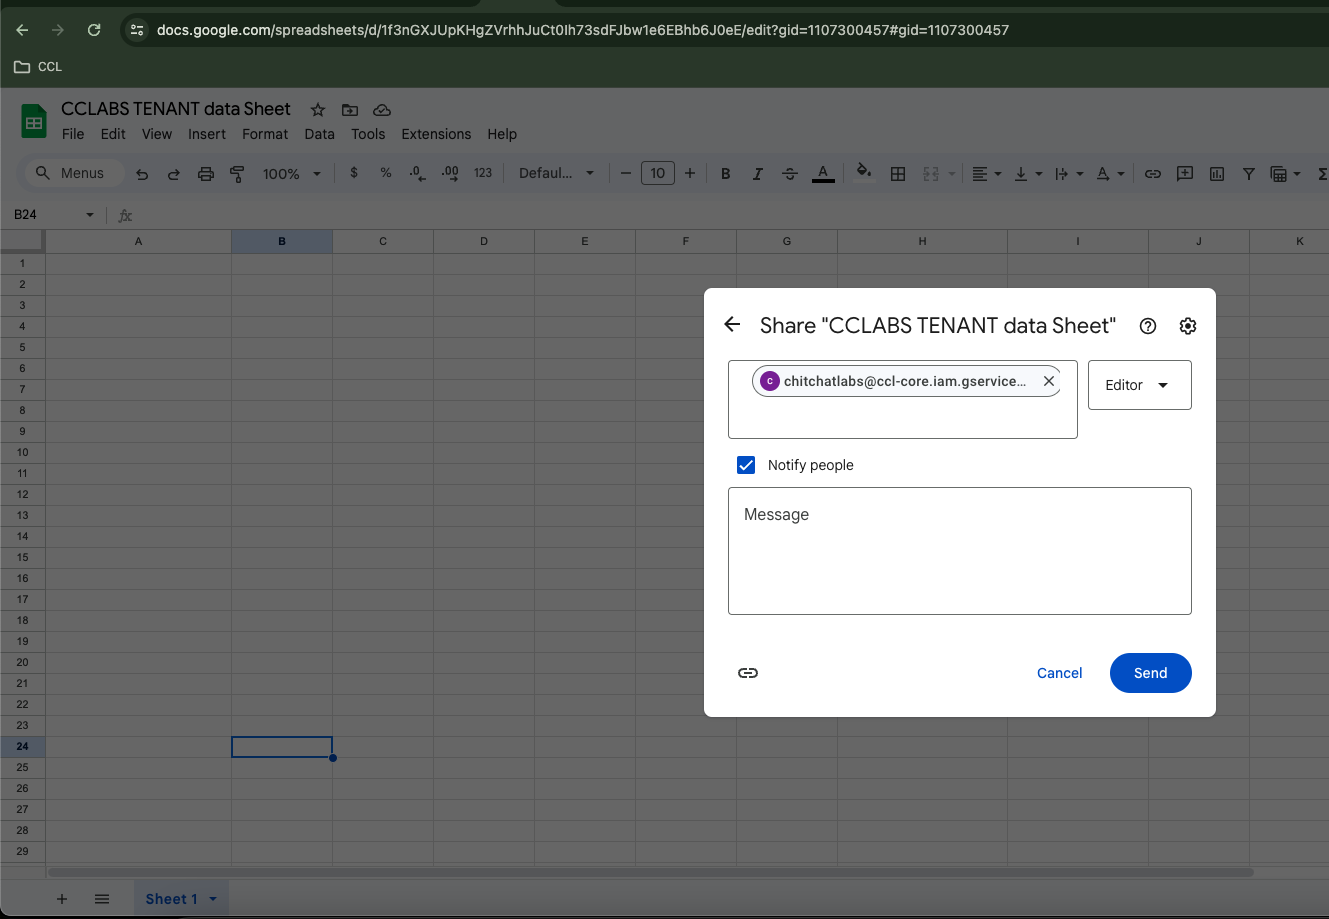 docs.google.com/spreadsheets/d/1f3nGXJUpKHgZVrhhJuCt0Ih73sdFJbw1e6EBhb6J0eE/edit?gid=1107300457#gid=1107300457
CCL
CCLABS TENANT data Sheet
File Edit View Insert Format Data Tools Extensions Help
Menus 100% $ % .0 .00 123 Defaul... − 10 + B I A Σ
B24 fx
A B C D E F G H I J K
1
2
3
4
5
6
7
8
9
10
11
12
13
14
15
16
17
18
19
20
21
22
23
24
25
26
27
28
29
Share "CCLABS TENANT data Sheet"
c chitchatlabs@ccl-core.iam.gservice...
Editor
Notify people
Message
Cancel Send
Sheet 1